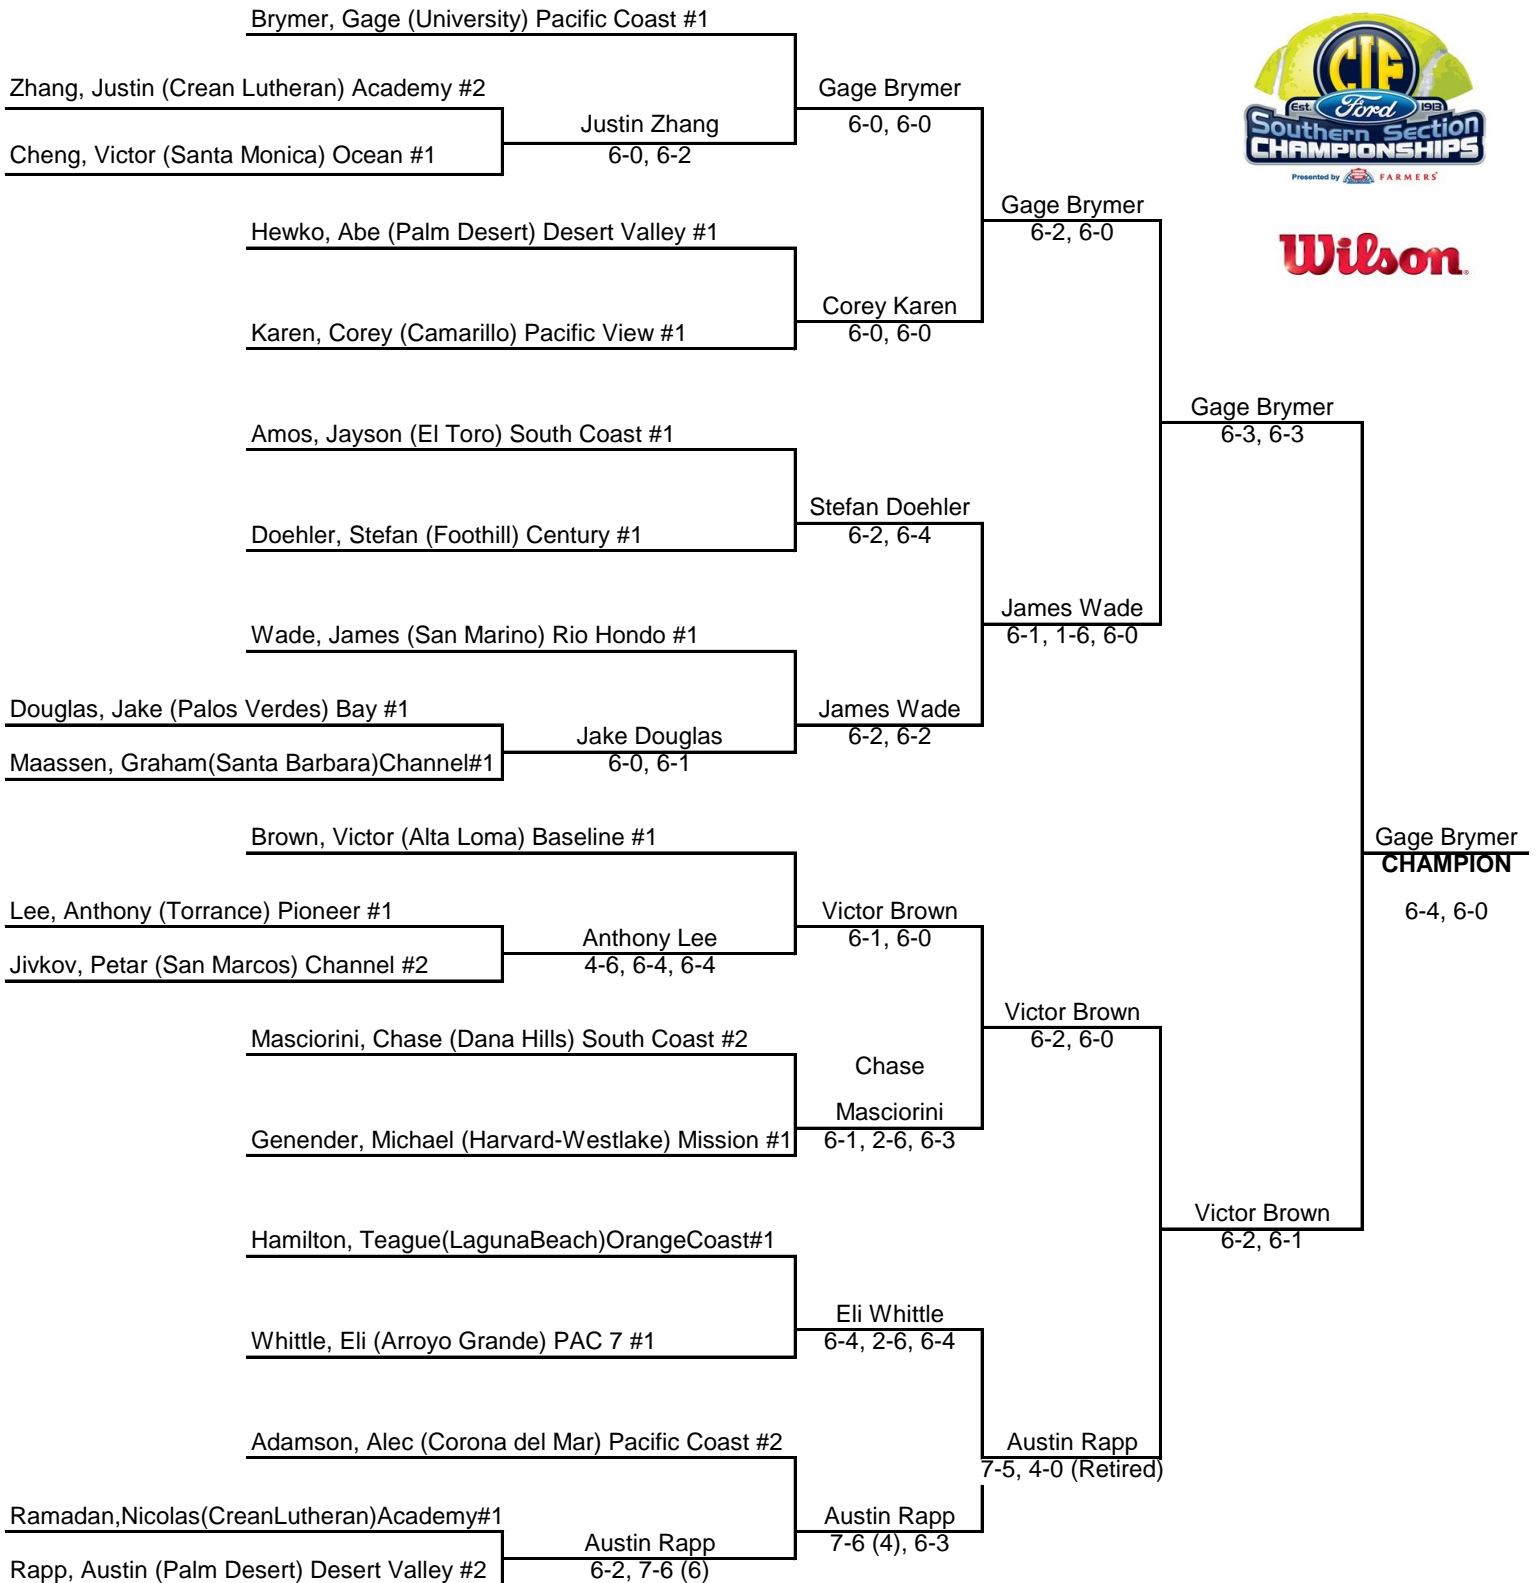 Brymer, Gage (University) Pacific Coast #1
Zhang, Justin (Crean Lutheran) Academy #2
Gage Brymer
6-0, 6-0
Justin Zhang
6-0, 6-2
Cheng, Victor (Santa Monica) Ocean #1
CIF
Est. Ford 1913
Southern Section
CHAMPIONSHIPS
Presented by FARMERS
Wilson
Hewko, Abe (Palm Desert) Desert Valley #1
Gage Brymer
6-2, 6-0
Corey Karen
6-0, 6-0
Karen, Corey (Camarillo) Pacific View #1
Gage Brymer
6-3, 6-3
Amos, Jayson (El Toro) South Coast #1
Stefan Doehler
6-2, 6-4
Doehler, Stefan (Foothill) Century #1
James Wade
6-1, 1-6, 6-0
Wade, James (San Marino) Rio Hondo #1
Douglas, Jake (Palos Verdes) Bay #1
James Wade
6-2, 6-2
Jake Douglas
6-0, 6-1
Maassen, Graham(Santa Barbara)Channel#1
Brown, Victor (Alta Loma) Baseline #1
Gage Brymer
CHAMPION
6-4, 6-0
Lee, Anthony (Torrance) Pioneer #1
Victor Brown
6-1, 6-0
Anthony Lee
4-6, 6-4, 6-4
Jivkov, Petar (San Marcos) Channel #2
Victor Brown
6-2, 6-0
Masciorini, Chase (Dana Hills) South Coast #2
Chase
Masciorini
6-1, 2-6, 6-3
Genender, Michael (Harvard-Westlake) Mission #1
Victor Brown
6-2, 6-1
Hamilton, Teague(LagunaBeach)OrangeCoast#1
Eli Whittle
6-4, 2-6, 6-4
Whittle, Eli (Arroyo Grande) PAC 7 #1
Adamson, Alec (Corona del Mar) Pacific Coast #2
Austin Rapp
7-5, 4-0 (Retired)
Ramadan,Nicolas(CreanLutheran)Academy#1
Austin Rapp
7-6 (4), 6-3
Austin Rapp
6-2, 7-6 (6)
Rapp, Austin (Palm Desert) Desert Valley #2